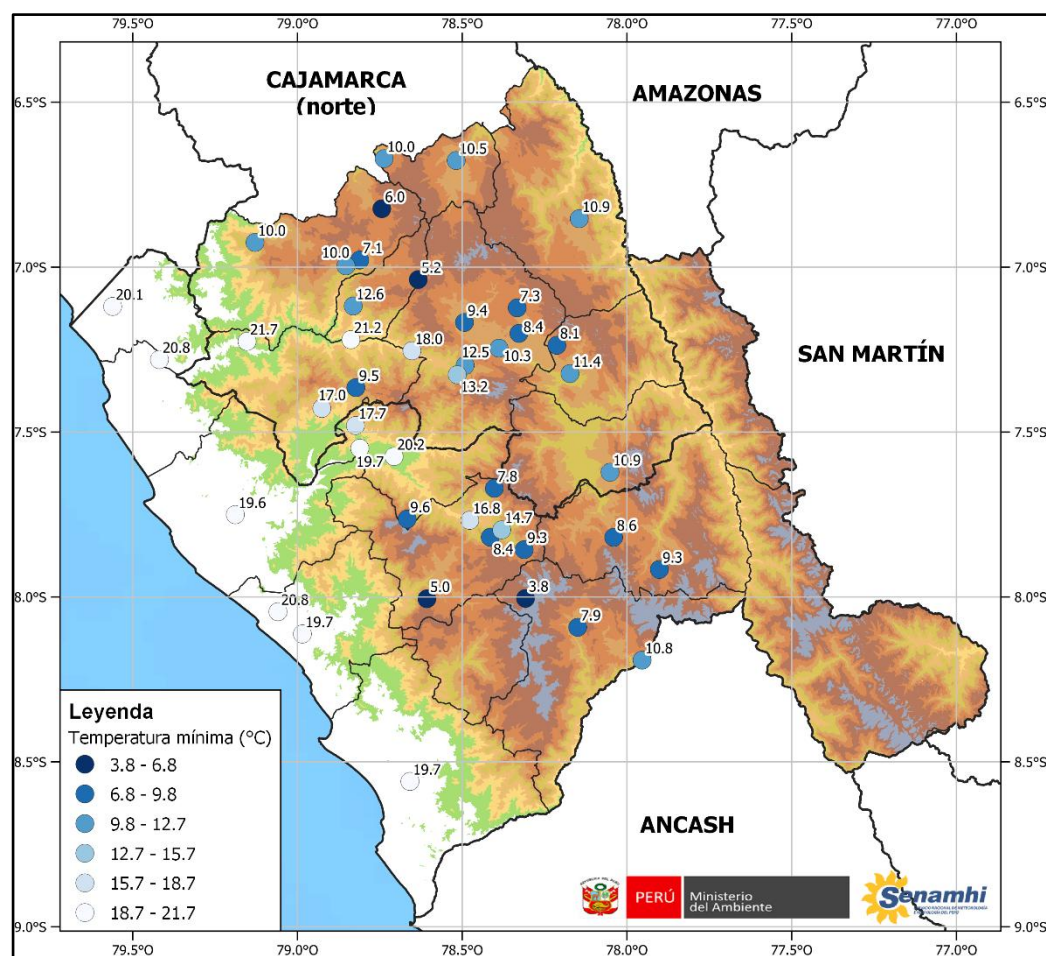 79.5°O 79.0°O 78.5°O 78.0°O 77.5°O 77.0°O
CAJAMARCA
(norte)
AMAZONAS
6.5°S 6.5°S
10.0 10.5
6.0 10.9
10.0
10.0 7.1
7.0°S 5.2 7.0°S
20.1 12.6 9.4 7.3
21.7 21.2 18.0 8.4 8.1
20.8 12.5 10.3 11.4
SAN MARTÍN
9.5 13.2
17.0 17.7
7.5°S 7.5°S
19.7 20.2 10.9
7.8
19.6 9.6 16.8 14.7 8.6
8.4 9.3 9.3
8.0°S 5.0 3.8 8.0°S
20.8 19.7 7.9
10.8
Leyenda
Temperatura mínima (°C)
3.8 - 6.8
6.8 - 9.8
9.8 - 12.7
12.7 - 15.7
15.7 - 18.7
18.7 - 21.7
19.7
8.5°S 8.5°S
ANCASH
PERÚ
Ministerio
del Ambiente
Senamhi
9.0°S 9.0°S
79.5°O 79.0°O 78.5°O 78.0°O 77.5°O 77.0°O